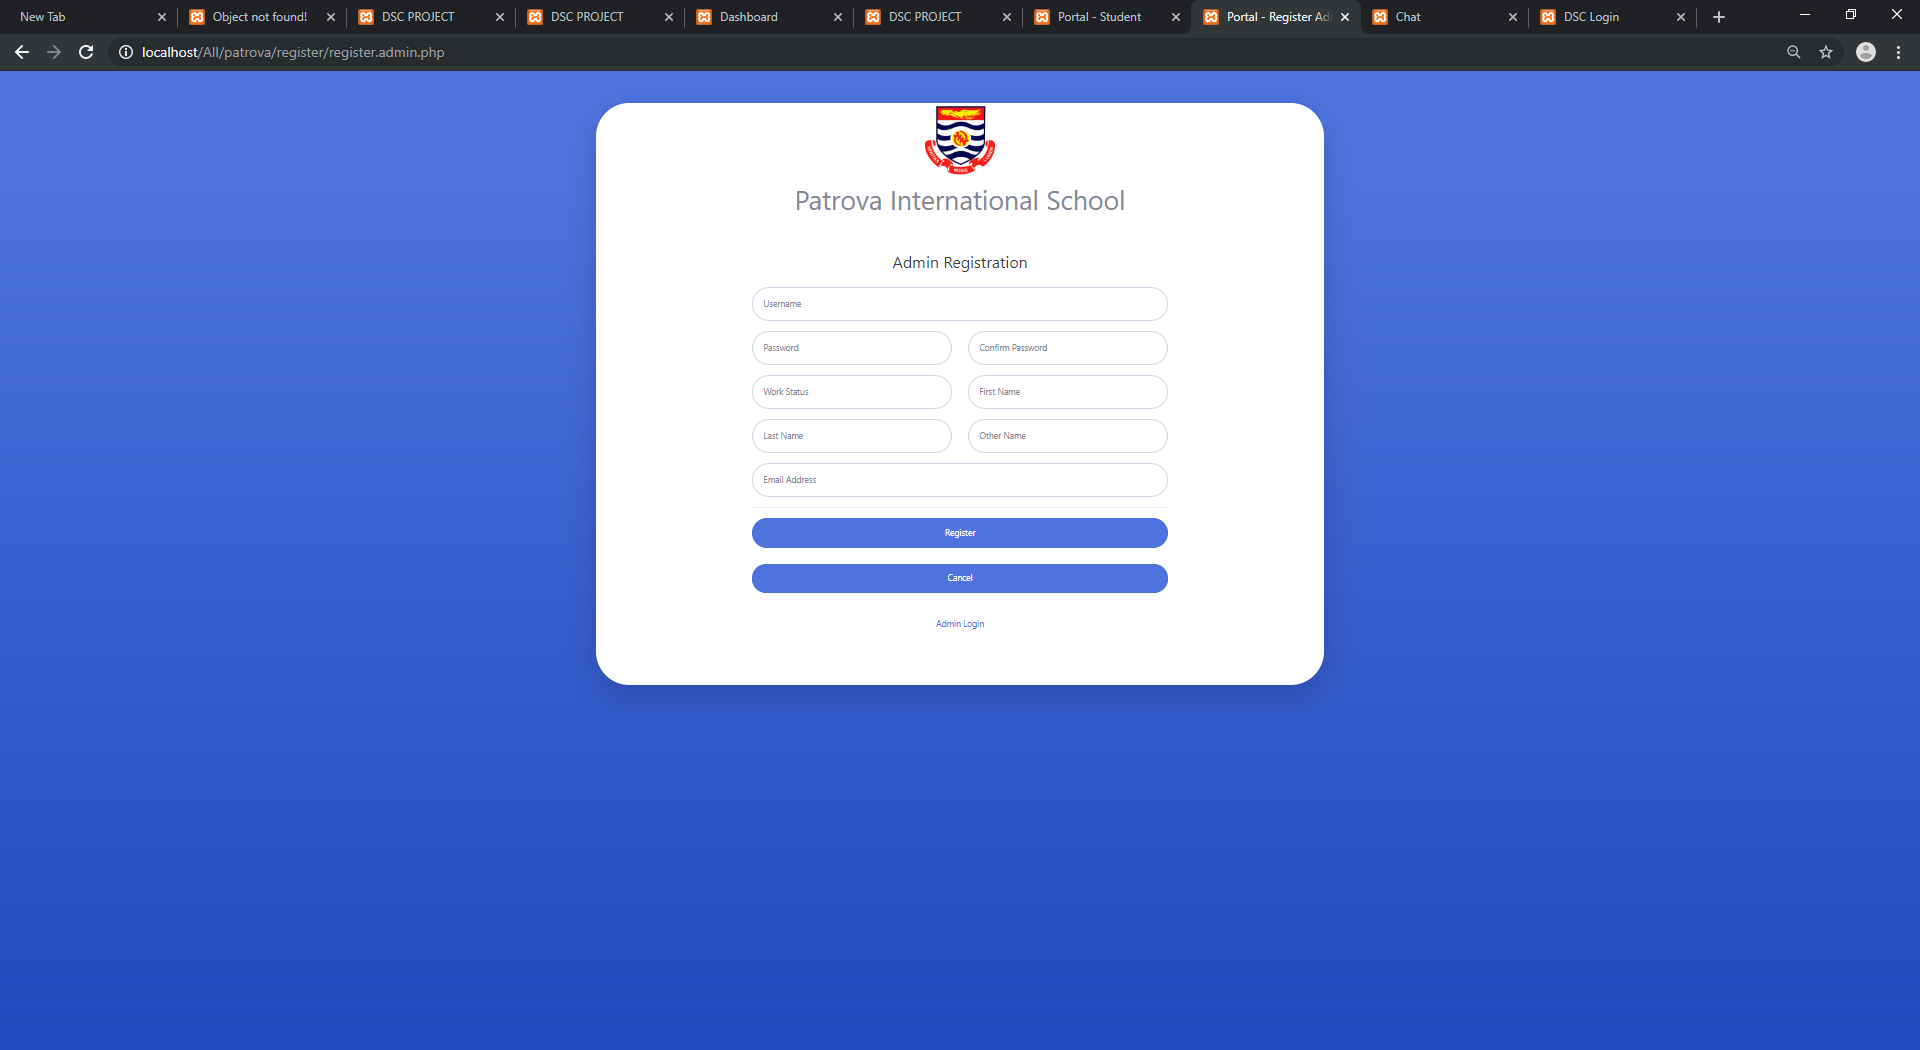 New Tab
Object not found!
DSC PROJECT
DSC PROJECT
Dashboard
DSC PROJECT
Portal - Student
Portal - Register Ad
Chat
DSC Login
localhost/All/patrova/register/register.admin.php
NOBIS
Patrova International School
Admin Registration
Username
Password
Confirm Password
Work Status
First Name
Last Name
Other Name
Email Address
Register
Cancel
Admin Login